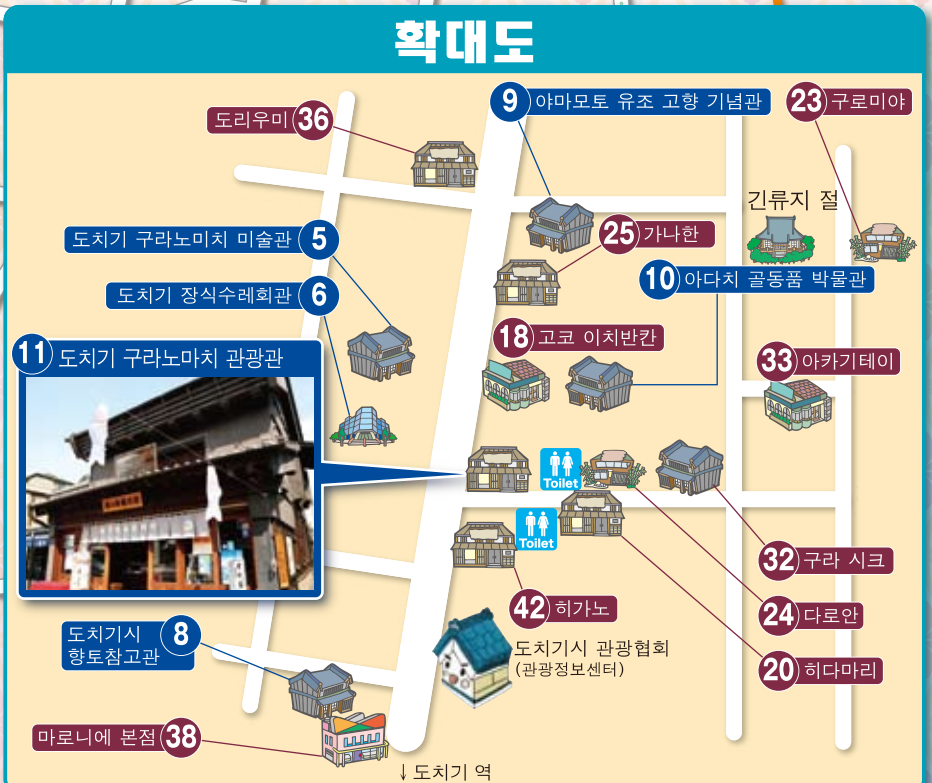 확대도
9 야마모토 유조 고향 기념관
23 구로미야
도리우미 36
긴류지 절
도치기 구라노미치 미술관 5
25 가나한
10 아다치 골동품 박물관
도치기 장식수레회관 6
18 고코 이치반칸
11 도치기 구라노마치 관광관
33 아카기테이
Toilet
Toilet
32 구라 시크
42 히가노
24 다로안
도치기시
향토참고관 8
도치기시 관광협회
(관광정보센터)
20 히다마리
마로니에 본점 38
↓도치기 역